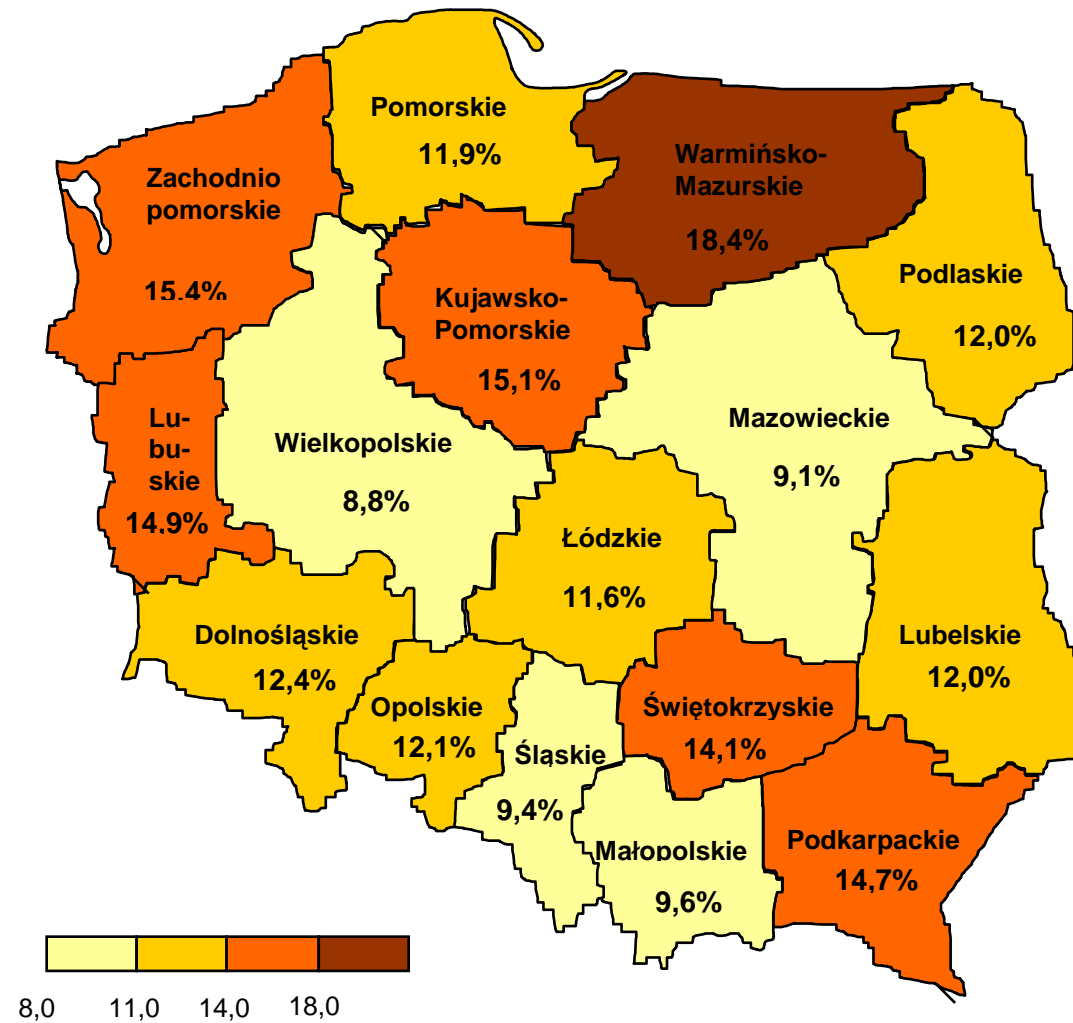 Pomorskie
11,9%
Warmińsko-
Mazurskie
18,4%
Zachodnio
pomorskie
15,4%
Podlaskie
12,0%
Kujawsko-
Pomorskie
15,1%
Lu-
bu-
skie
14,9%
Wielkopolskie
8,8%
Mazowieckie
9,1%
Łódzkie
11,6%
Dolnośląskie
12,4%
Lubelskie
12,0%
Opolskie
12,1%
Śląskie
9,4%
Świętokrzyskie
14,1%
Małopolskie
9,6%
Podkarpackie
14,7%
8,0 11,0 14,0 18,0